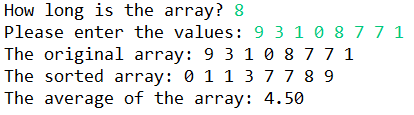 How long is the array? 8
Please enter the values: 9 3 1 0 8 7 7 1
The original array: 9 3 1 0 8 7 7 1
The sorted array: 0 1 1 3 7 7 8 9
The average of the array: 4.50